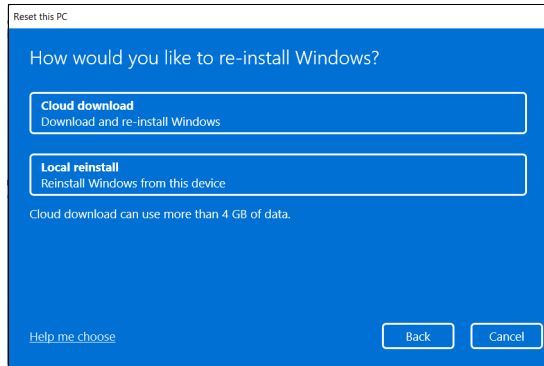 Reset this PC
How would you like to re-install Windows?
Cloud download
Download and re-install Windows
Local reinstall
Reinstall Windows from this device
Cloud download can use more than 4 GB of data.
Help me choose
Back
Cancel